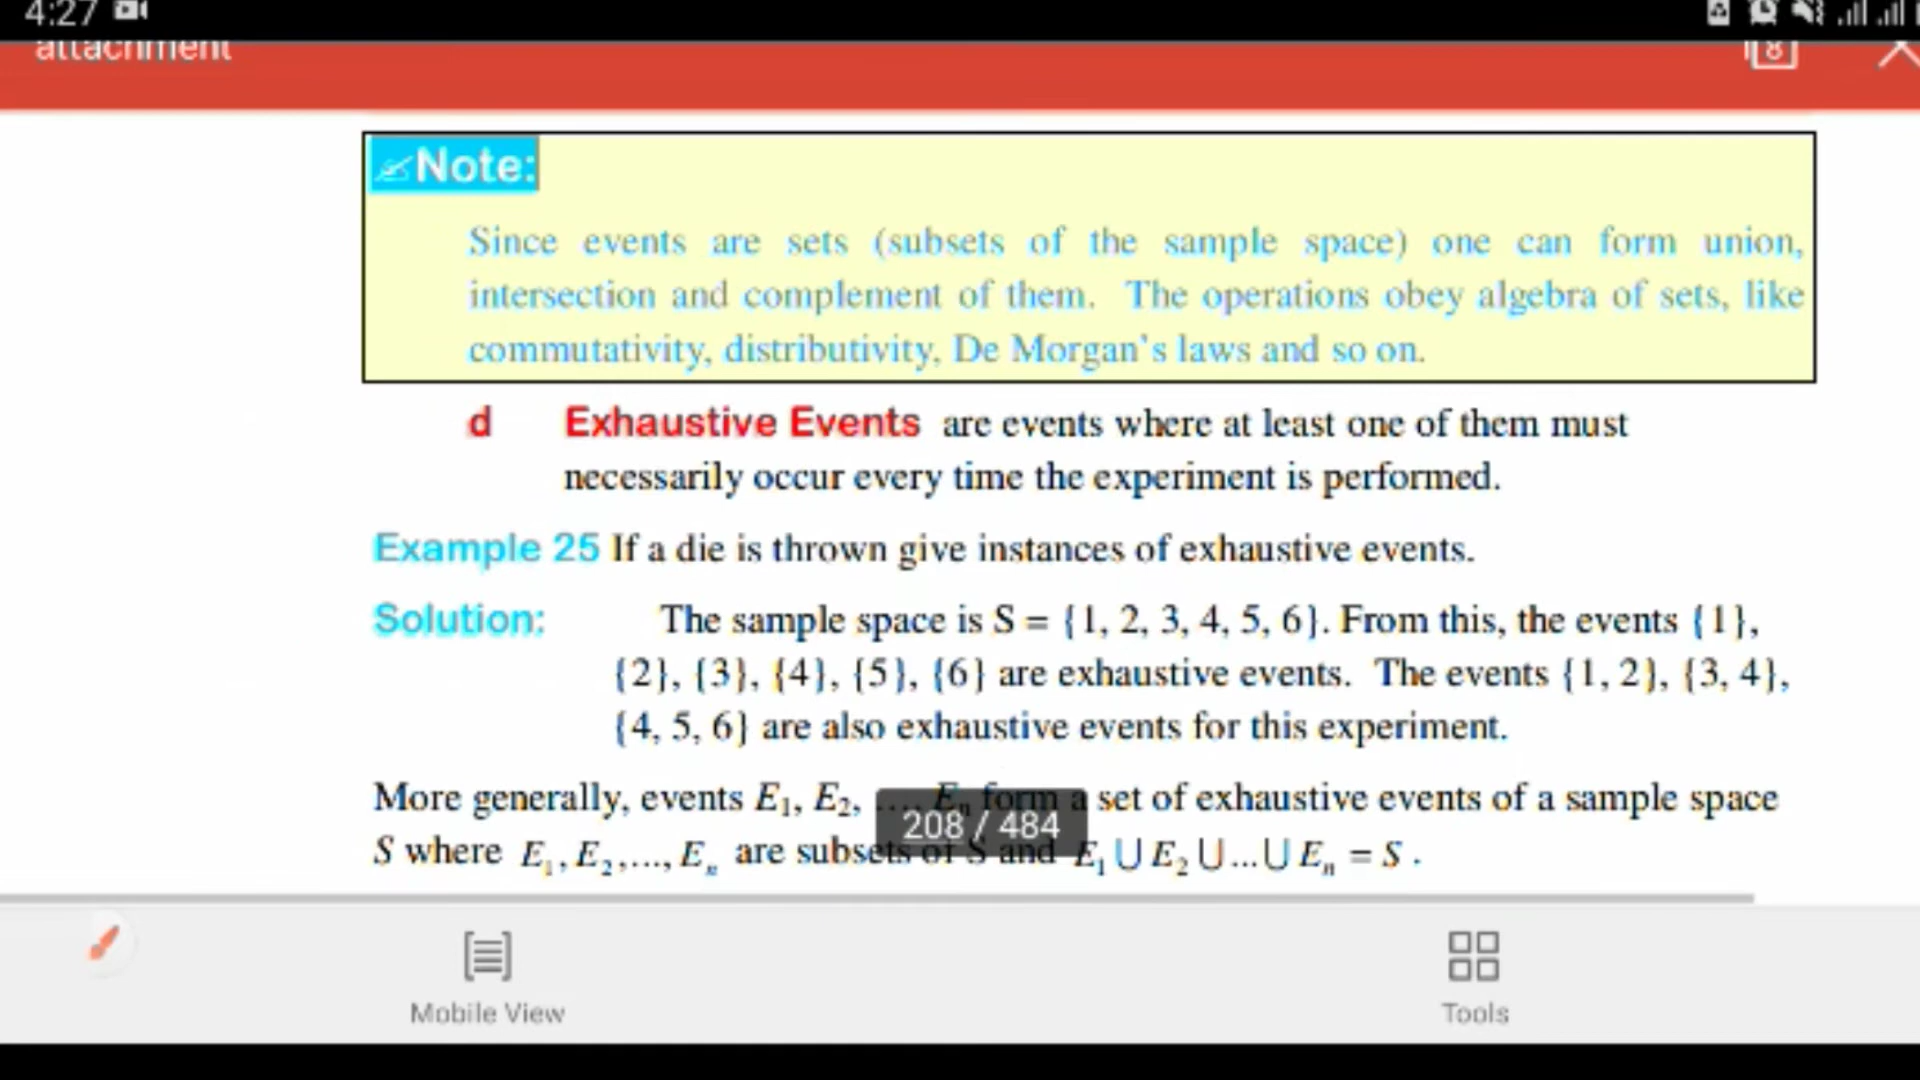 4:27
attachment
8
Note:
Since events are sets (subsets of the sample space) one can form union,
intersection and complement of them. The operations obey algebra of sets, like
commutativity, distributivity, De Morgan's laws and so on.
d Exhaustive Events are events where at least one of them must
necessarily occur every time the experiment is performed.
Example 25 If a die is thrown give instances of exhaustive events.
Solution: The sample space is S = {1, 2, 3, 4, 5, 6}. From this, the events {1},
{2}, {3}, {4}, {5}, {6} are exhaustive events. The events {1, 2}, {3, 4},
{4, 5, 6} are also exhaustive events for this experiment.
More generally, events E₁, E₂, ..., Eₙ form a set of exhaustive events of a sample space
208 / 484
S where E₁, E₂,..., Eₙ are subsets of S and E₁ ∪ E₂ ∪ ... ∪ Eₙ = S .
Mobile View
Tools